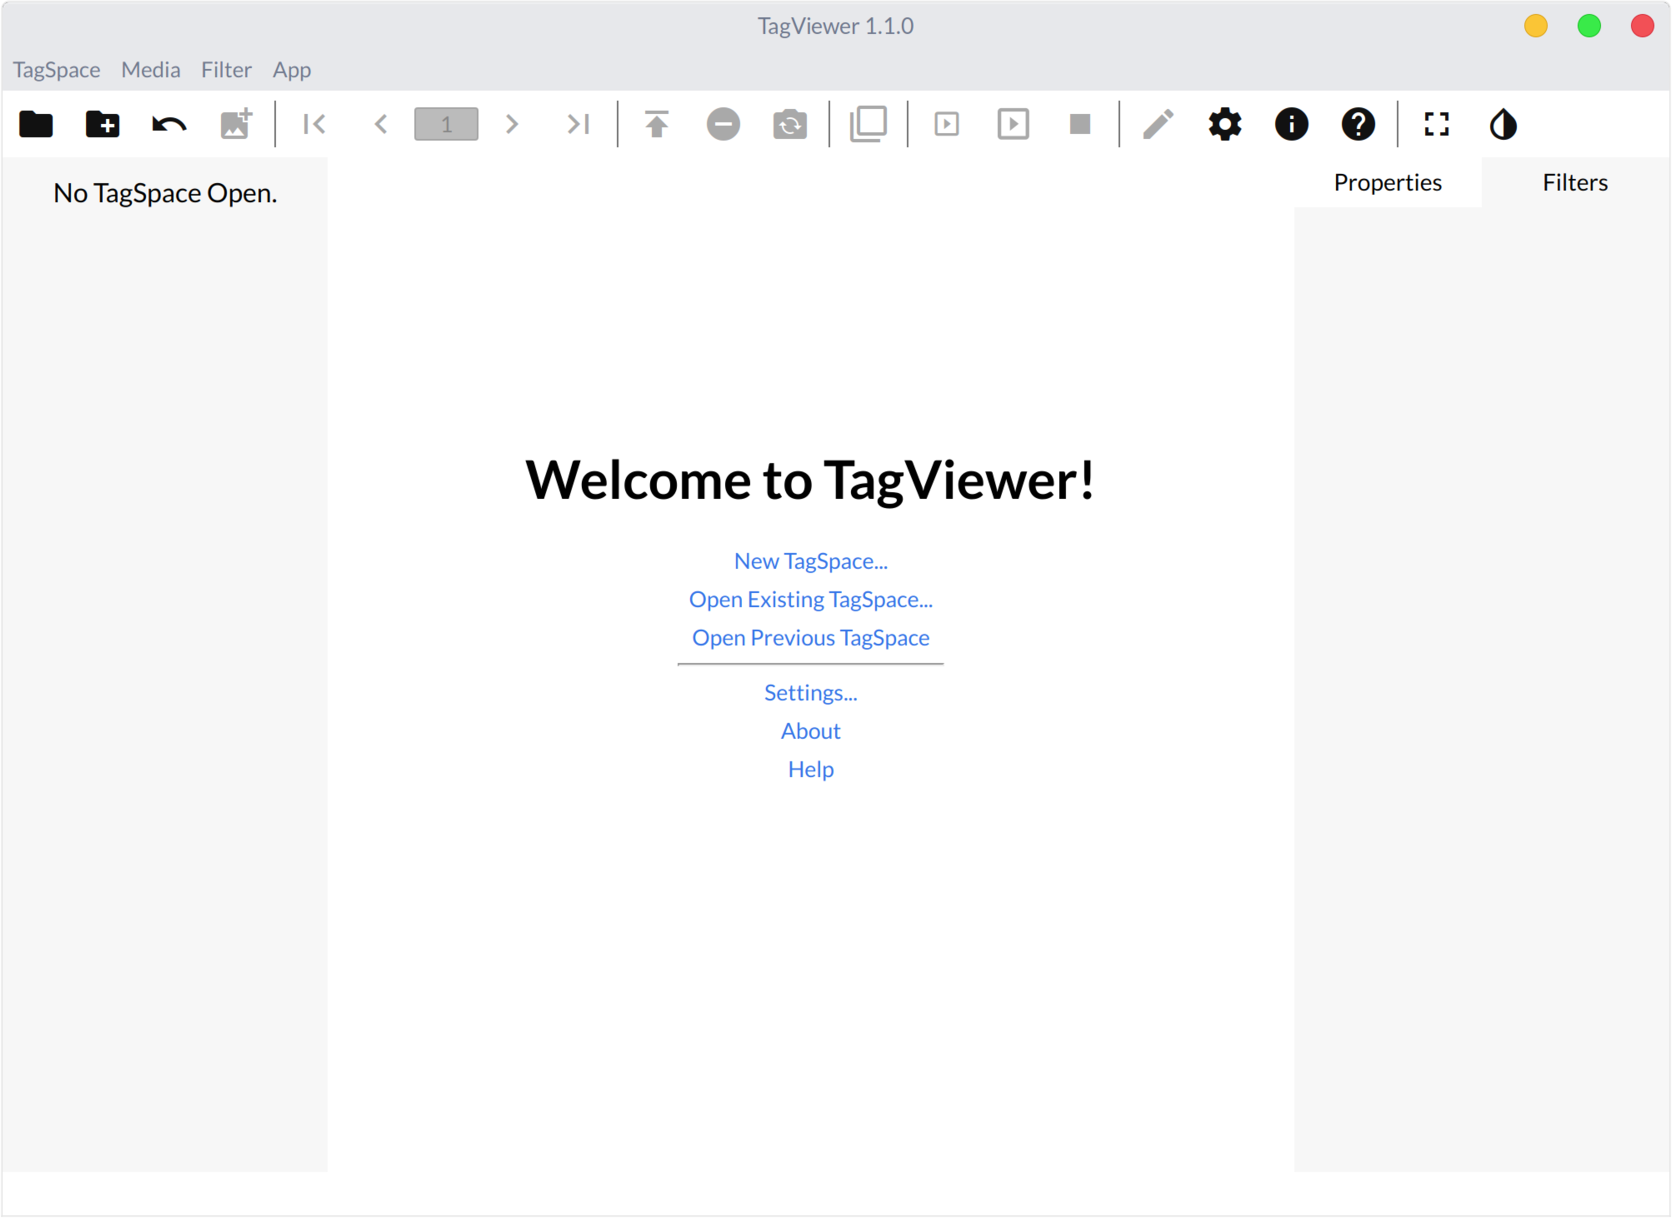 TagViewer 1.1.0
TagSpace Media Filter App
1
No TagSpace Open.
Properties Filters
Welcome to TagViewer!
New TagSpace...
Open Existing TagSpace...
Open Previous TagSpace
Settings...
About
Help